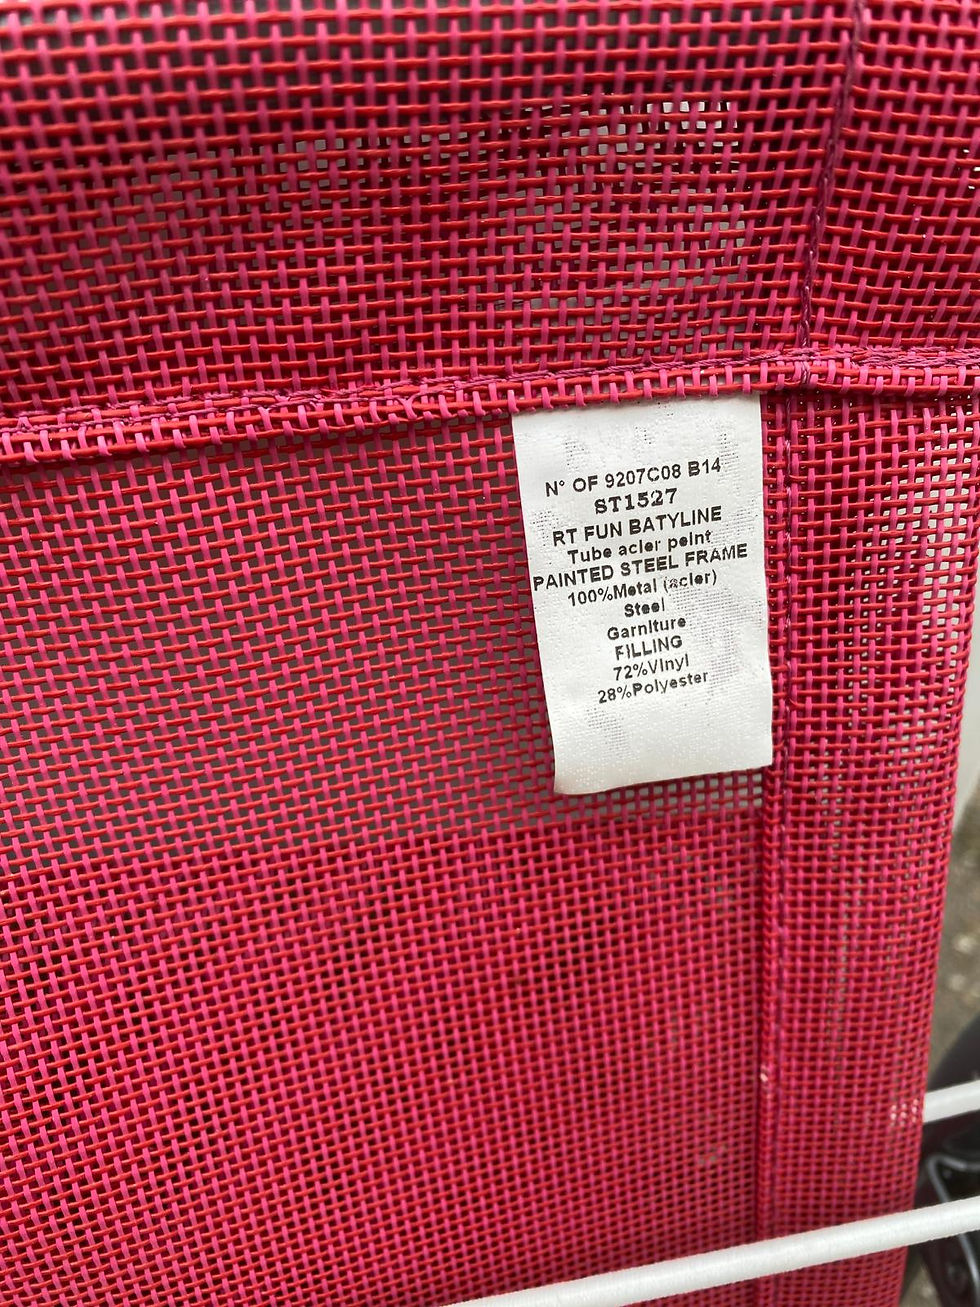 N° OF 9207C08 B14
ST1527
RT FUN BATYLINE
Tube acier peint
PAINTED STEEL FRAME
100%Metal (acier)
Steel
Garniture
FILLING
72%Vinyl
28%Polyester